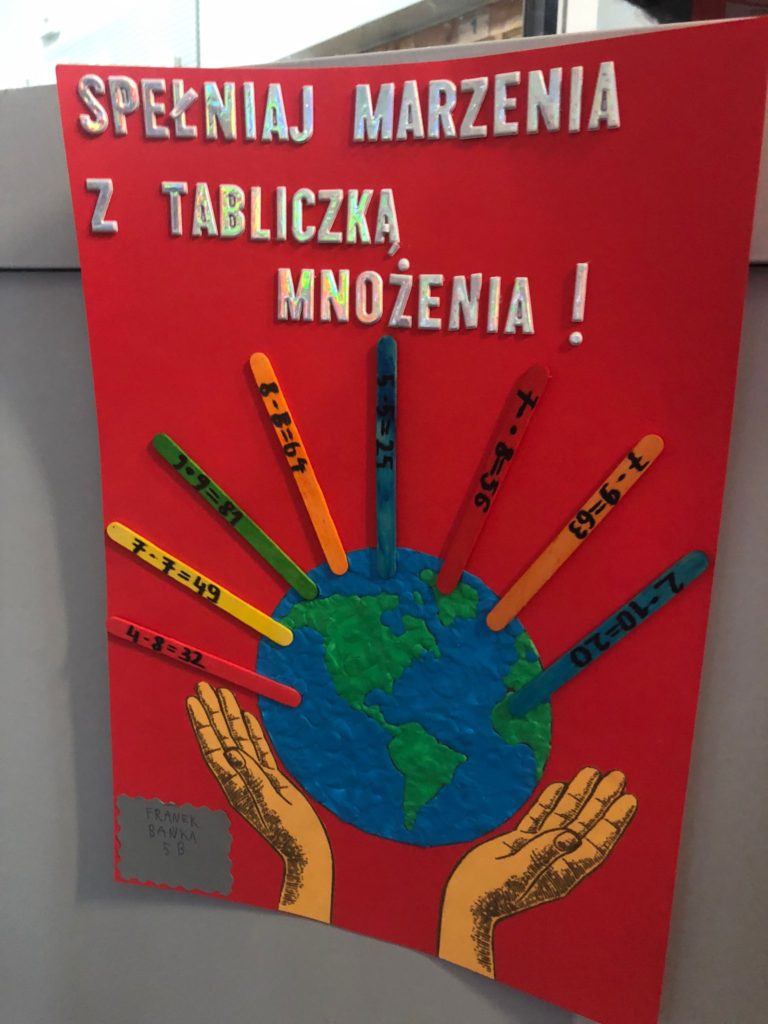 SPEŁNIAJ MARZENIA
Z TABLICZKĄ
MNOŻENIA !
4·8=32
7·7=49
9·9=81
8·8=64
5·5=25
7·8=56
7·9=63
2·10=20
FRANEK
BAŃKA
5 B